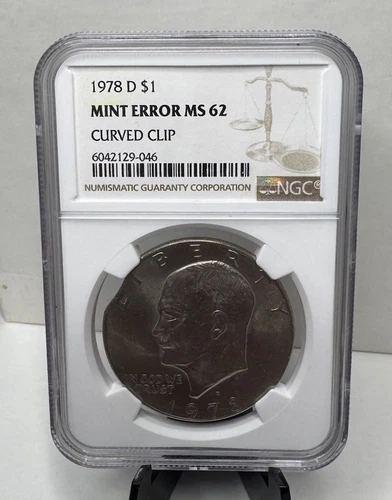 1978 D $1
MINT ERROR MS 62
CURVED CLIP
6042129-046
NUMISMATIC GUARANTY CORPORATION
NGC®
LIBERTY
IN GOD WE
TRUST
D
1978